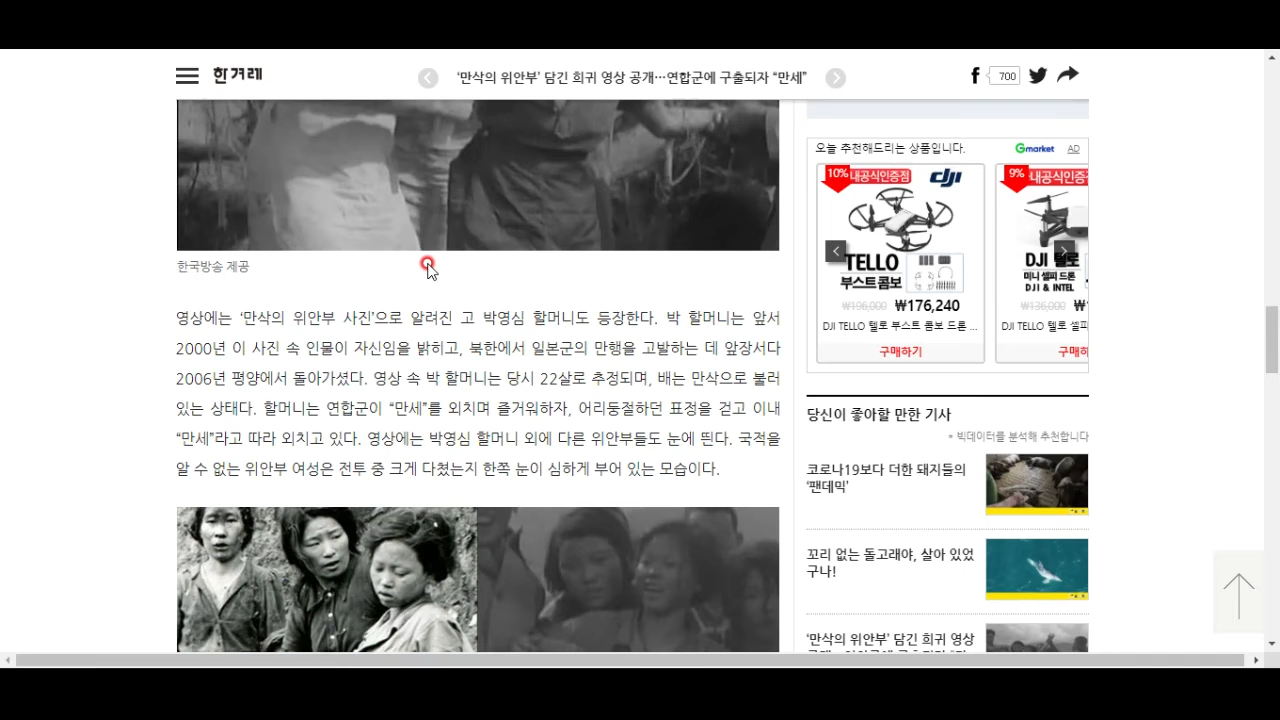 한겨레
‘만삭의 위안부’ 담긴 희귀 영상 공개…연합군에 구출되자 “만세”
700
한국방송 제공
영상에는 ‘만삭의 위안부 사진’으로 알려진 고 박영심 할머니도 등장한다. 박 할머니는 앞서
2000년 이 사진 속 인물이 자신임을 밝히고, 북한에서 일본군의 만행을 고발하는 데 앞장서다
2006년 평양에서 돌아가셨다. 영상 속 박 할머니는 당시 22살로 추정되며, 배는 만삭으로 불러
있는 상태다. 할머니는 연합군이 “만세”를 외치며 즐거워하자, 어리둥절하던 표정을 걷고 이내
“만세”라고 따라 외치고 있다. 영상에는 박영심 할머니 외에 다른 위안부들도 눈에 띈다. 국적을
알 수 없는 위안부 여성은 전투 중 크게 다쳤는지 한쪽 눈이 심하게 부어 있는 모습이다.
오늘 추천해드리는 상품입니다.
Gmarket
AD
10%
내공식인증점
dji
TELLO
부스트콤보
₩196,000 ₩176,240
DJI TELLO 텔로 부스트 콤보 드론 ...
구매하기
9%
내공식인증
DJI 텔로
미니 셀피 드론
DJI & INTEL
₩136,000
DJI TELLO 텔로 셀피
구매하
당신이 좋아할 만한 기사
* 빅데이터를 분석해 추천합니다
코로나19보다 더한 돼지들의
‘팬데믹’
꼬리 없는 돌고래야, 살아 있었
구나!
‘만삭의 위안부’ 담긴 희귀 영상